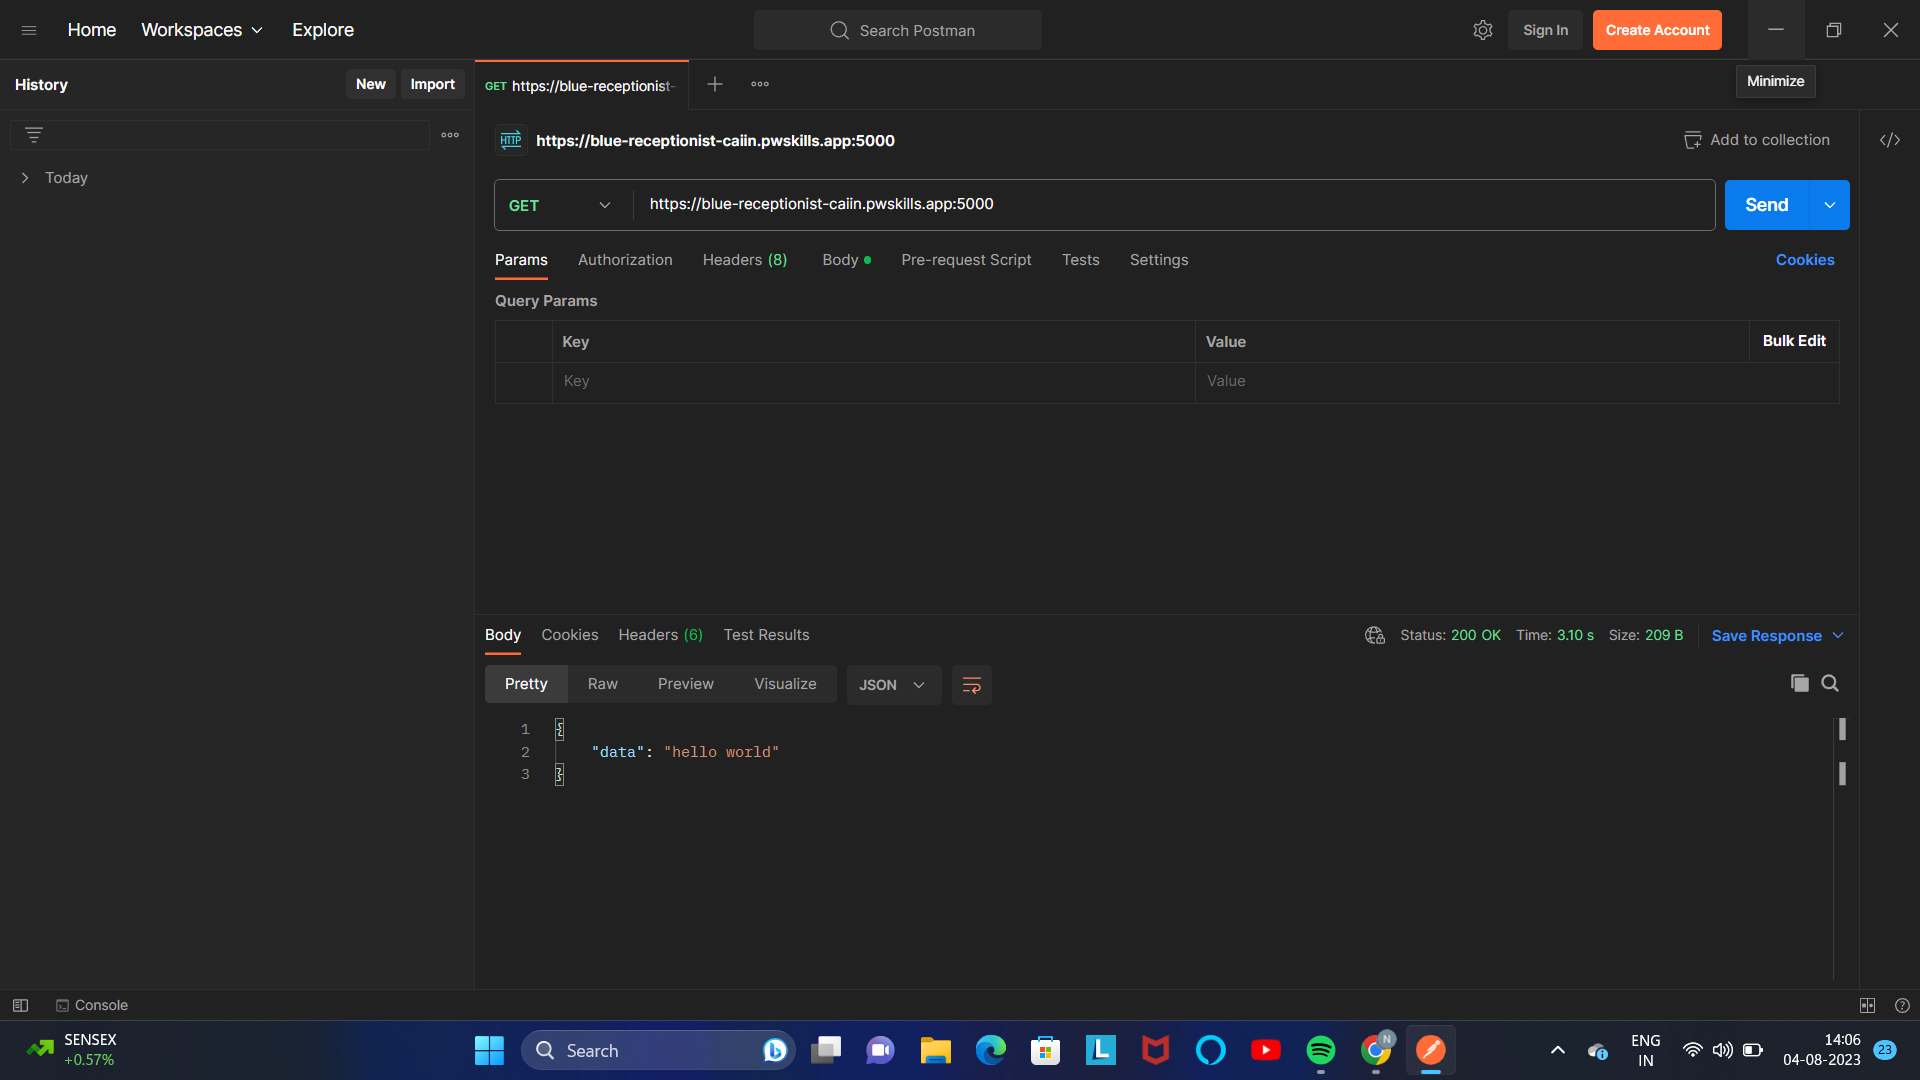 Home Workspaces Explore
Search Postman
Sign In Create Account
Minimize
History New Import
GET https://blue-receptionist-
Today
HTTP https://blue-receptionist-caiin.pwskills.app:5000
Add to collection
GET https://blue-receptionist-caiin.pwskills.app:5000
Send
Params Authorization Headers (8) Body Pre-request Script Tests Settings
Cookies
Query Params
Key Value Bulk Edit
Key Value
Body Cookies Headers (6) Test Results
Status: 200 OK Time: 3.10 s Size: 209 B Save Response
Pretty Raw Preview Visualize JSON
1 {
2 "data": "hello world"
3 }
Console
SENSEX
+0.57%
Search
L
N
ENG
IN
14:06
04-08-2023
23